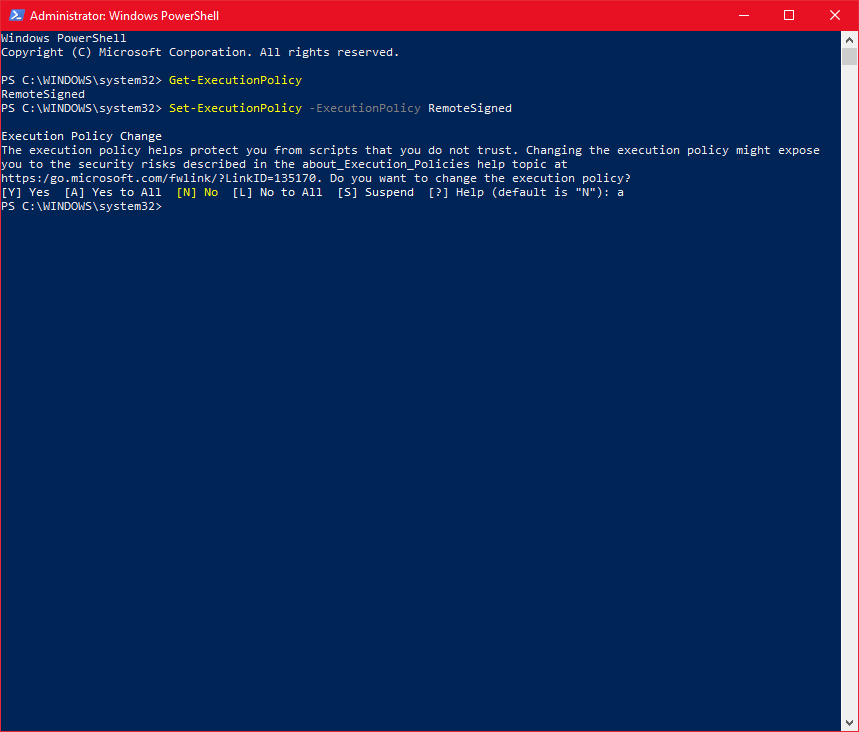 Administrator: Windows PowerShell
Windows PowerShell
Copyright (C) Microsoft Corporation. All rights reserved.
PS C:\WINDOWS\system32> Get-ExecutionPolicy
RemoteSigned
PS C:\WINDOWS\system32> Set-ExecutionPolicy -ExecutionPolicy RemoteSigned
Execution Policy Change
The execution policy helps protect you from scripts that you do not trust. Changing the execution policy might expose
you to the security risks described in the about_Execution_Policies help topic at
https:/go.microsoft.com/fwlink/?LinkID=135170. Do you want to change the execution policy?
[Y] Yes  [A] Yes to All  [N] No  [L] No to All  [S] Suspend  [?] Help (default is "N"): a
PS C:\WINDOWS\system32>